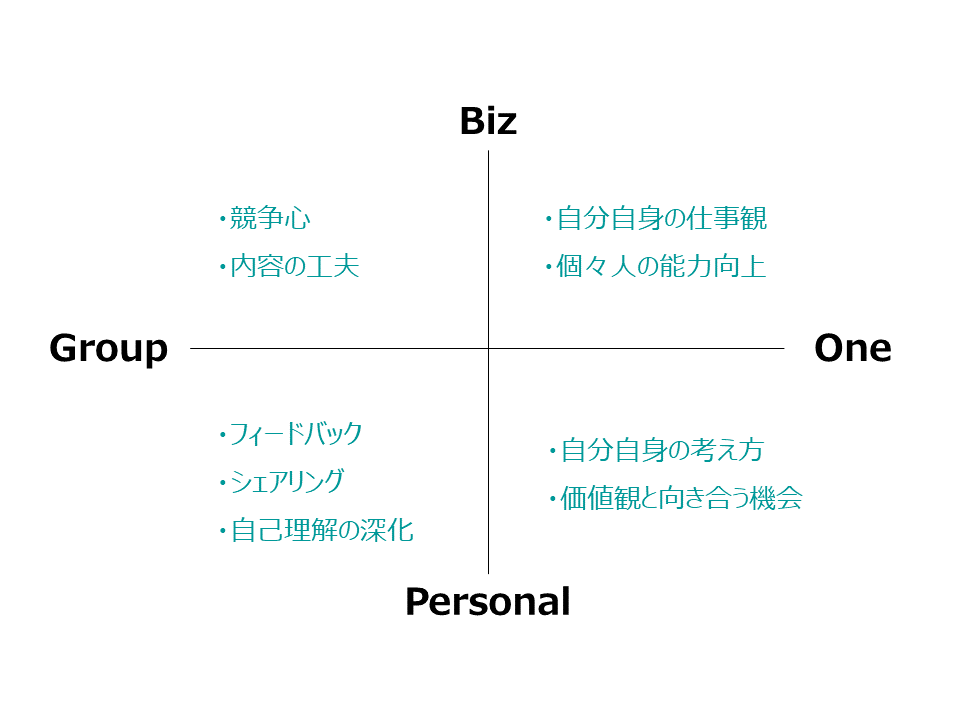 Biz
・競争心
・内容の工夫
・自分自身の仕事観
・個々人の能力向上
Group
One
・フィードバック
・シェアリング
・自己理解の深化
・自分自身の考え方
・価値観と向き合う機会
Personal